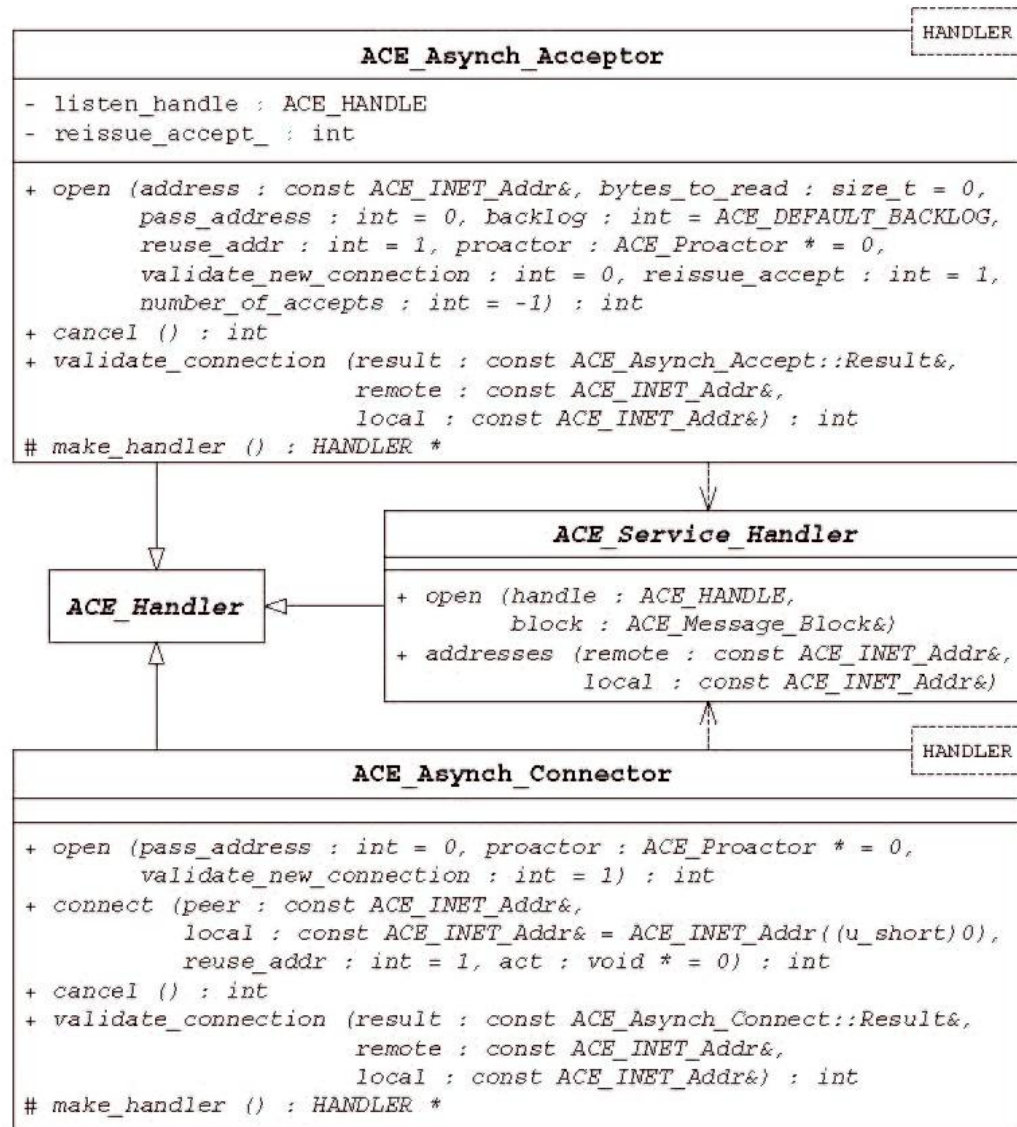 HANDLER
ACE_Asynch_Acceptor
- listen_handle : ACE_HANDLE
- reissue_accept_ : int
+ open (address : const ACE_INET_Addr&, bytes_to_read : size_t = 0,
pass_address : int = 0, backlog : int = ACE_DEFAULT_BACKLOG,
reuse_addr : int = 1, proactor : ACE_Proactor * = 0,
validate_new_connection : int = 0, reissue_accept : int = 1,
number_of_accepts : int = -1) : int
+ cancel () : int
+ validate_connection (result : const ACE_Asynch_Accept::Result&,
remote : const ACE_INET_Addr&,
local : const ACE_INET_Addr&) : int
# make_handler () : HANDLER *
ACE_Service_Handler
+ open (handle : ACE_HANDLE,
block : ACE_Message_Block&)
+ addresses (remote : const ACE_INET_Addr&,
local : const ACE_INET_Addr&)
ACE_Handler
HANDLER
ACE_Asynch_Connector
+ open (pass_address : int = 0, proactor : ACE_Proactor * = 0,
validate_new_connection : int = 1) : int
+ connect (peer : const ACE_INET_Addr&,
local : const ACE_INET_Addr& = ACE_INET_Addr((u_short)0),
reuse_addr : int = 1, act : void * = 0) : int
+ cancel () : int
+ validate_connection (result : const ACE_Asynch_Connect::Result&,
remote : const ACE_INET_Addr&,
local : const ACE_INET_Addr&) : int
# make_handler () : HANDLER *